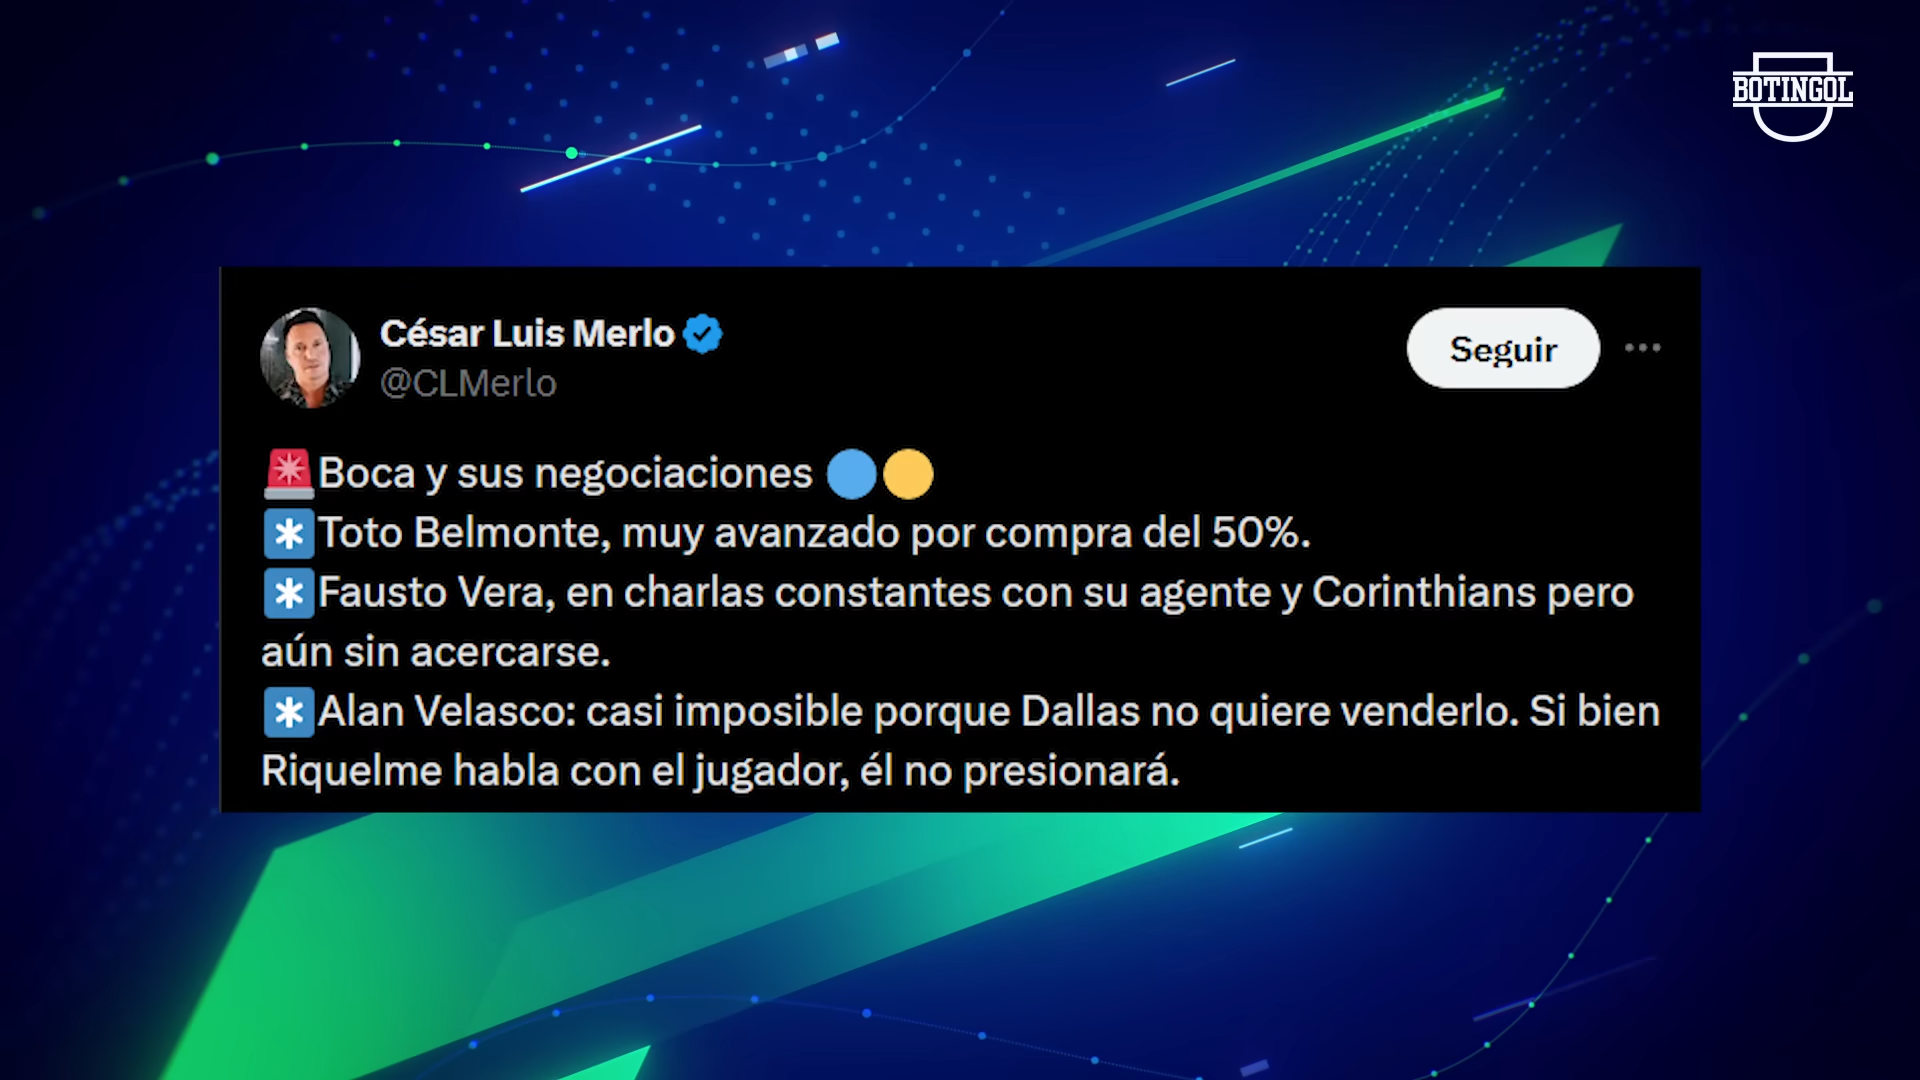 BOTINGOL
César Luis Merlo
@CLMerlo
Seguir
🚨Boca y sus negociaciones 🔵🟡
*️⃣Toto Belmonte, muy avanzado por compra del 50%.
*️⃣Fausto Vera, en charlas constantes con su agente y Corinthians pero
aún sin acercarse.
*️⃣Alan Velasco: casi imposible porque Dallas no quiere venderlo. Si bien
Riquelme habla con el jugador, él no presionará.